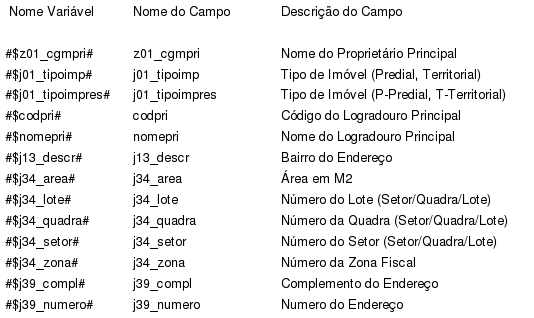 Nome Variável Nome do Campo Descrição do Campo
#$z01_cgmpri# z01_cgmpri Nome do Proprietário Principal
#$j01_tipoimp# j01_tipoimp Tipo de Imóvel (Predial, Territorial)
#$j01_tipoimpres# j01_tipoimpres Tipo de Imóvel (P-Predial, T-Territorial)
#$codpri# codpri Código do Logradouro Principal
#$nomepri# nomepri Nome do Logradouro Principal
#$j13_descr# j13_descr Bairro do Endereço
#$j34_area# j34_area Área em M2
#$j34_lote# j34_lote Número do Lote (Setor/Quadra/Lote)
#$j34_quadra# j34_quadra Número da Quadra (Setor/Quadra/Lote)
#$j34_setor# j34_setor Número do Setor (Setor/Quadra/Lote)
#$j34_zona# j34_zona Número da Zona Fiscal
#$j39_compl# j39_compl Complemento do Endereço
#$j39_numero# j39_numero Numero do Endereço